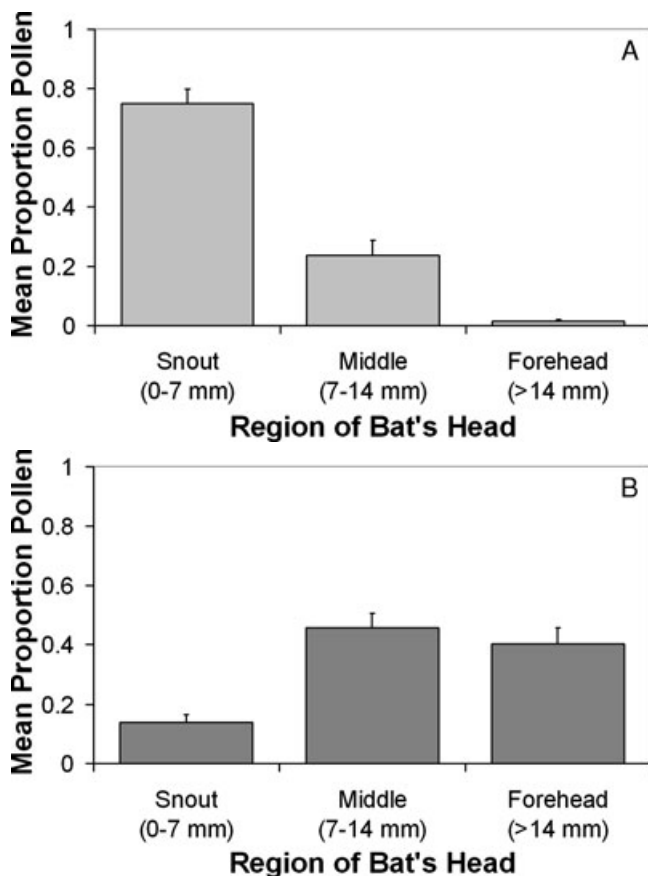 A
Mean Proportion Pollen
1
0.8
0.6
0.4
0.2
0
Snout Middle Forehead
(0-7 mm) (7-14 mm) (>14 mm)
Region of Bat's Head
B
Mean Proportion Pollen
1
0.8
0.6
0.4
0.2
0
Snout Middle Forehead
(0-7 mm) (7-14 mm) (>14 mm)
Region of Bat's Head